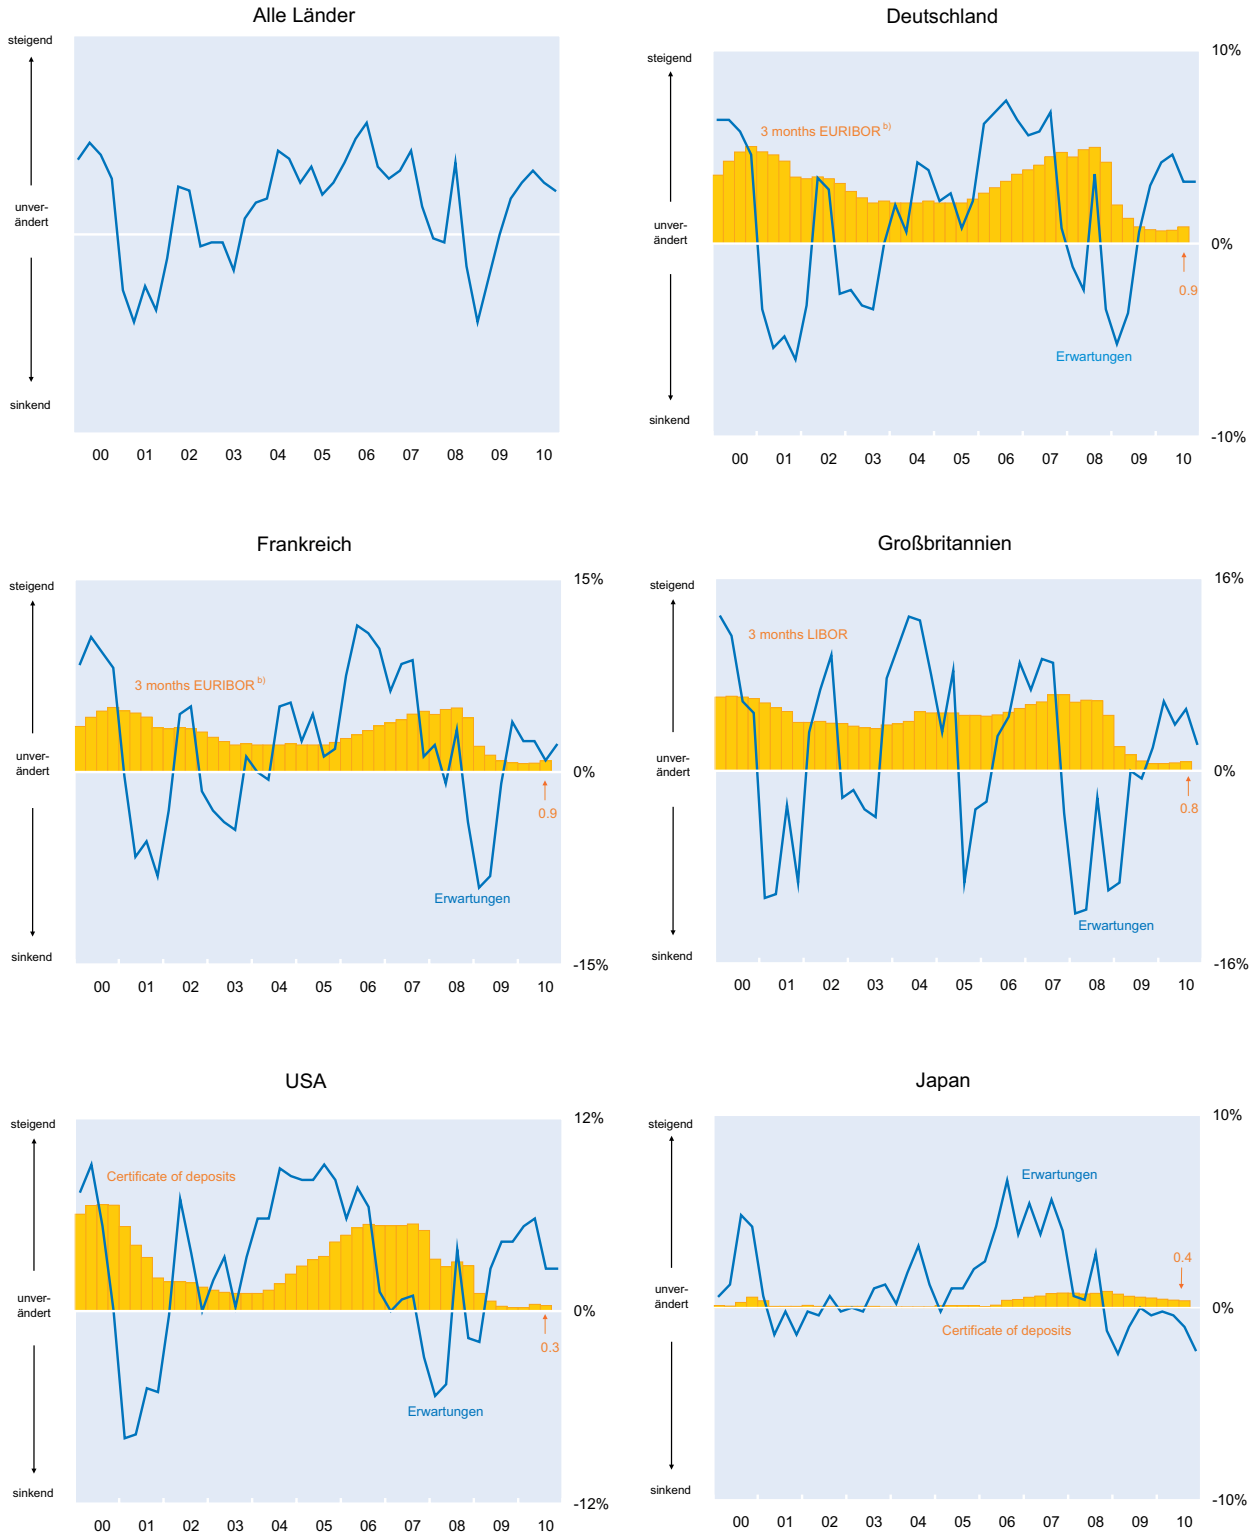 Alle Länder
steigend
unver-
ändert
sinkend
00 01 02 03 04 05 06 07 08 09 10
Deutschland
steigend
unver-
ändert
sinkend
10%
0%
-10%
3 months EURIBOR b)
0.9
Erwartungen
00 01 02 03 04 05 06 07 08 09 10
Frankreich
steigend
unver-
ändert
sinkend
15%
0%
-15%
3 months EURIBOR b)
0.9
Erwartungen
00 01 02 03 04 05 06 07 08 09 10
Großbritannien
steigend
unver-
ändert
sinkend
16%
0%
-16%
3 months LIBOR
0.8
Erwartungen
00 01 02 03 04 05 06 07 08 09 10
USA
steigend
unver-
ändert
sinkend
12%
0%
-12%
Certificate of deposits
0.3
Erwartungen
00 01 02 03 04 05 06 07 08 09 10
Japan
steigend
unver-
ändert
sinkend
10%
0%
-10%
Erwartungen
0.4
Certificate of deposits
00 01 02 03 04 05 06 07 08 09 10